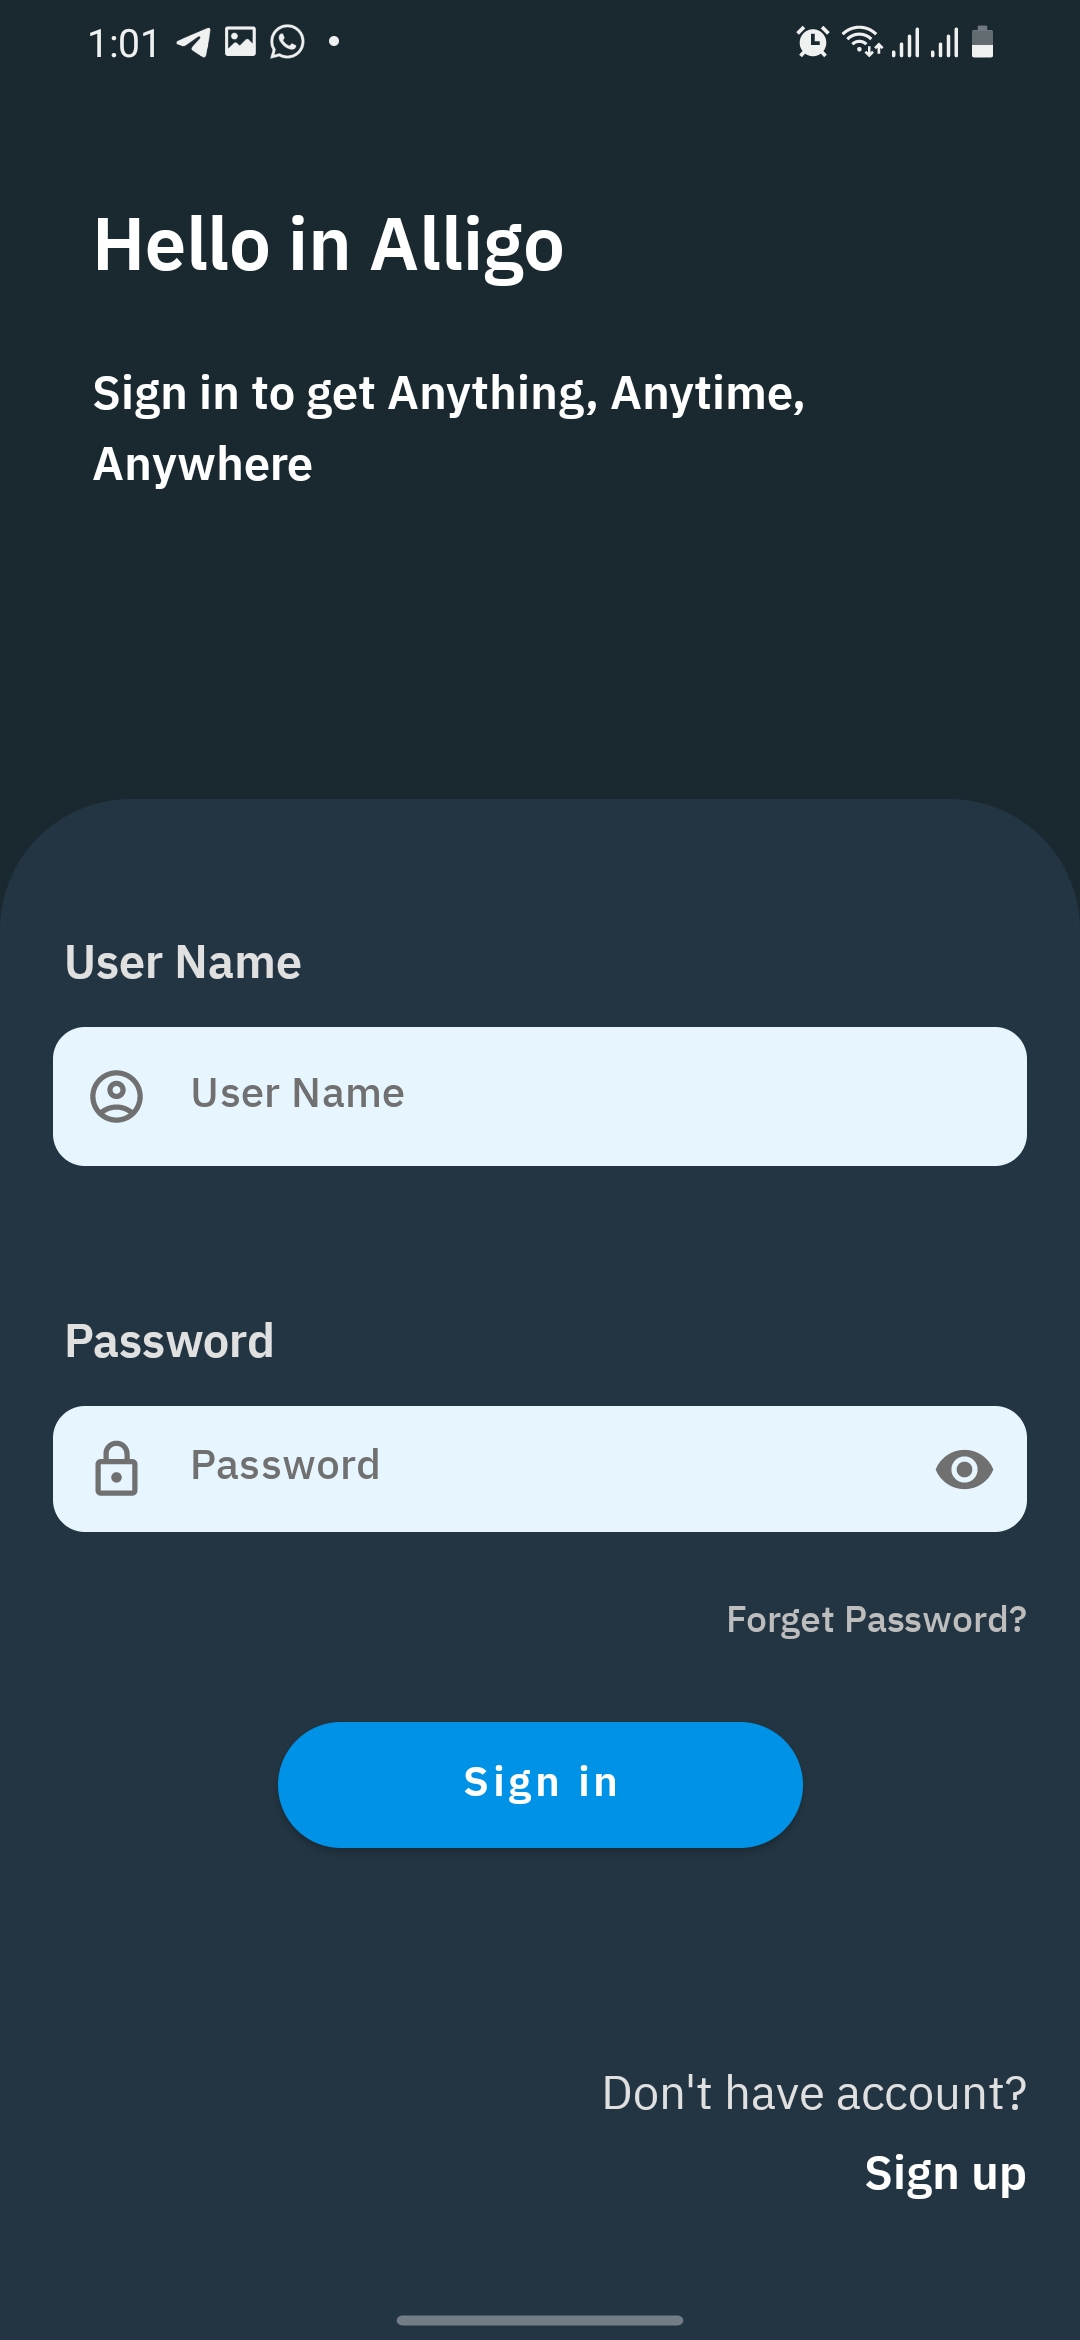 1:01
Hello in Alligo
Sign in to get Anything, Anytime,
Anywhere
User Name
User Name
Password
Password
Forget Password?
Sign in
Don't have account?
Sign up